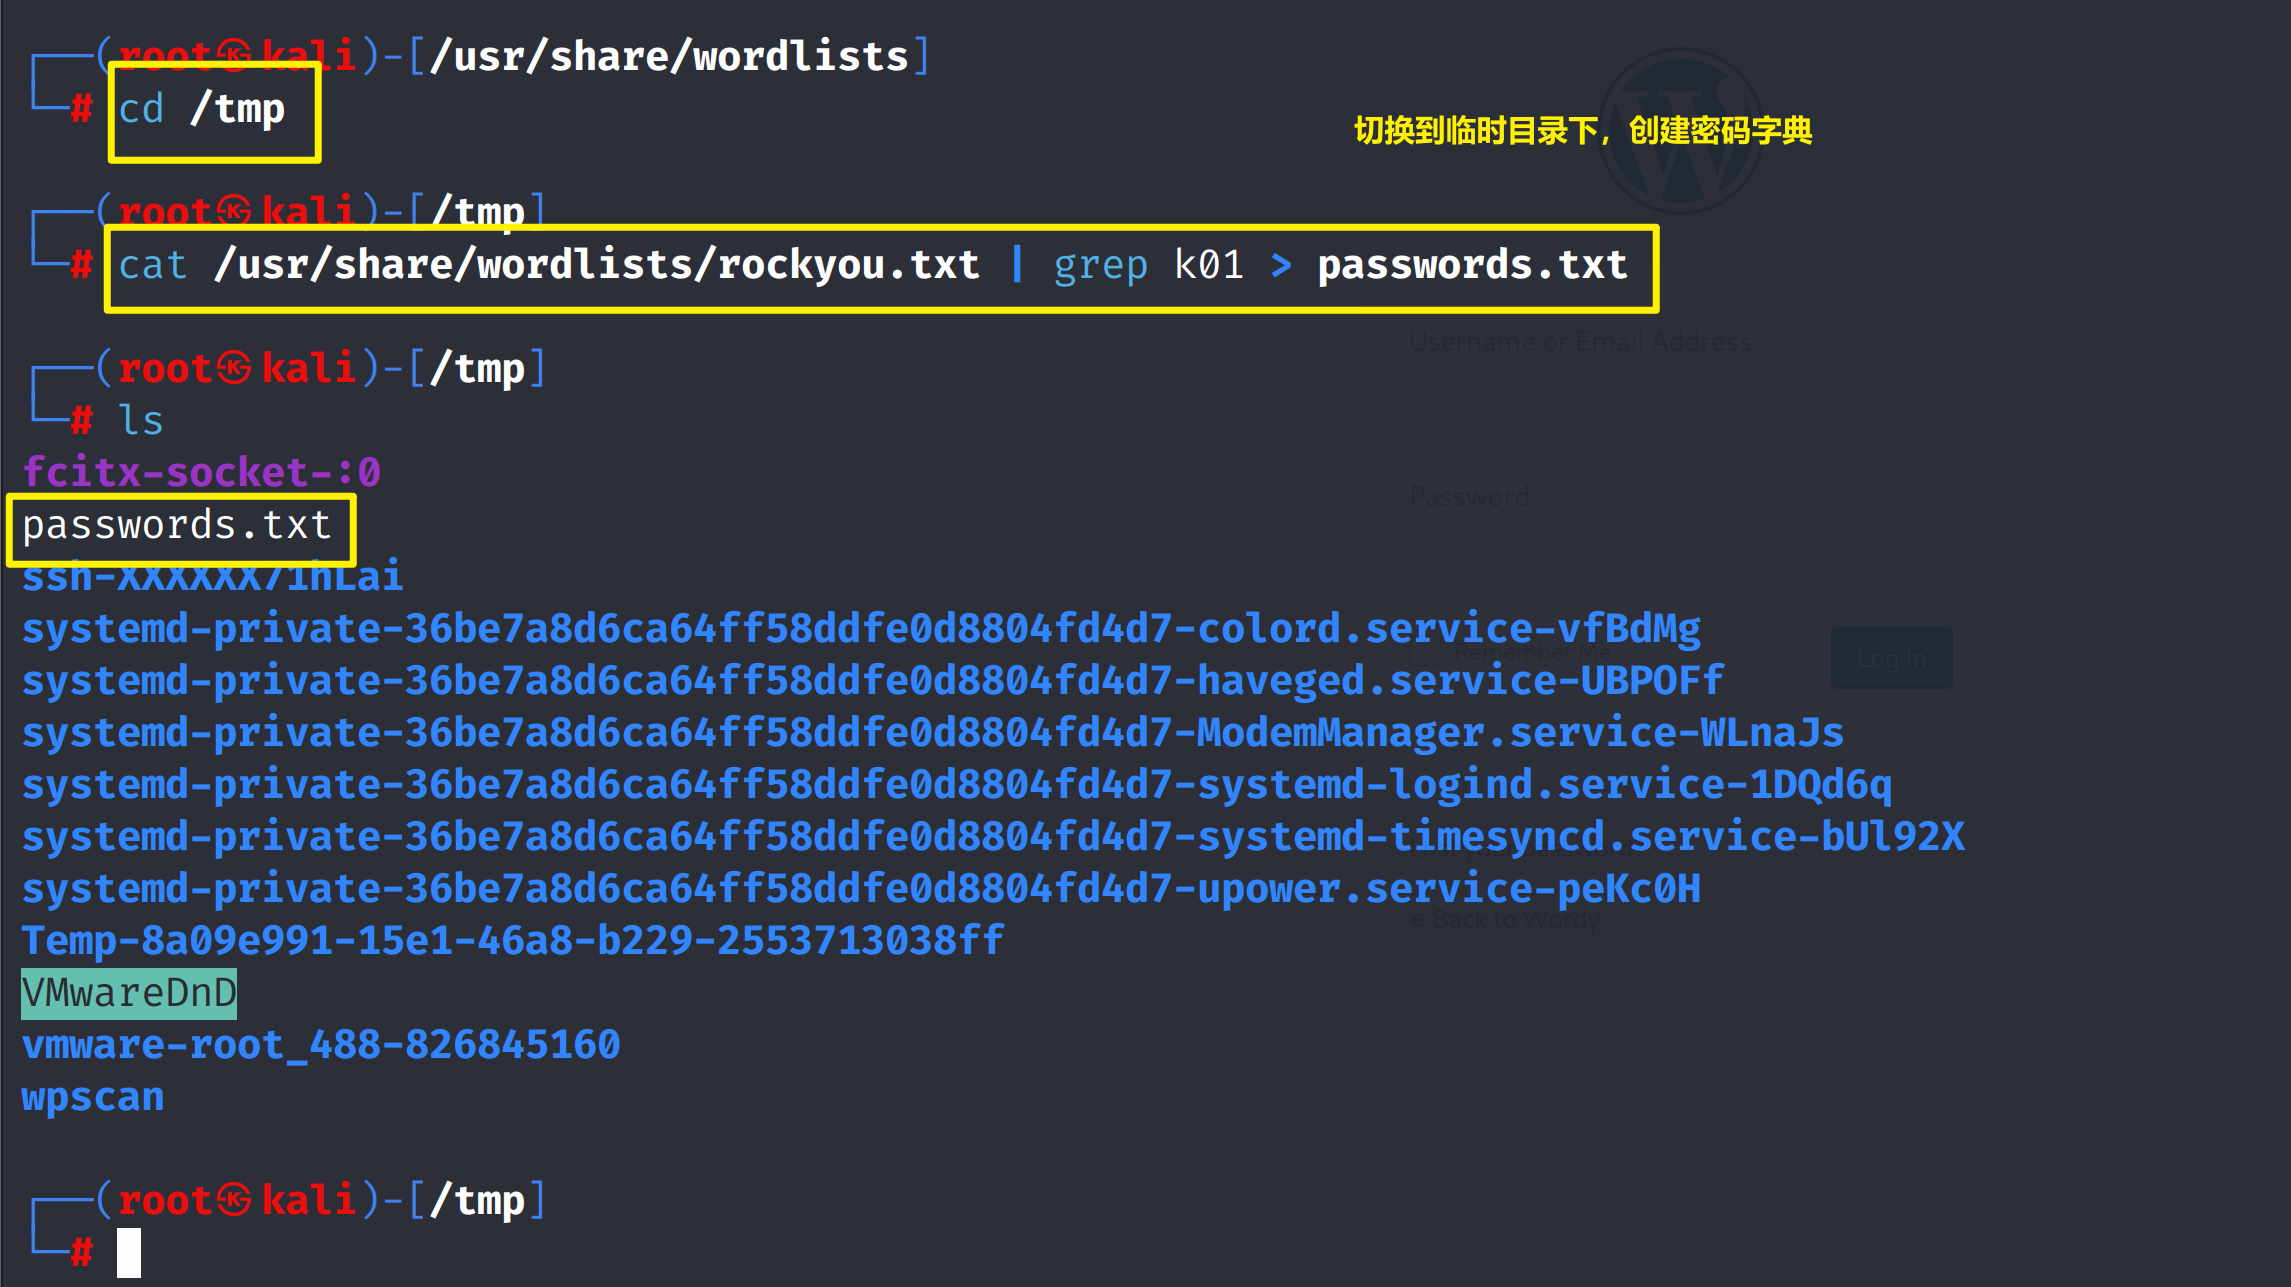 ┌──(root㉿kali)-[/usr/share/wordlists]
└─# cd /tmp
切换到临时目录下，创建密码字典
┌──(root㉿kali)-[/tmp]
└─# cat /usr/share/wordlists/rockyou.txt | grep k01 > passwords.txt
Username or Email Address
┌──(root㉿kali)-[/tmp]
└─# ls
fcitx-socket-:0
Password
passwords.txt
ssh-XXXXXX71hLai
systemd-private-36be7a8d6ca64ff58ddfe0d8804fd4d7-colord.service-vfBdMg
Remember Me
Log In
systemd-private-36be7a8d6ca64ff58ddfe0d8804fd4d7-haveged.service-UBPOFf
systemd-private-36be7a8d6ca64ff58ddfe0d8804fd4d7-ModemManager.service-WLnaJs
systemd-private-36be7a8d6ca64ff58ddfe0d8804fd4d7-systemd-logind.service-1DQd6q
systemd-private-36be7a8d6ca64ff58ddfe0d8804fd4d7-systemd-timesyncd.service-bUl92X
Lost your password
systemd-private-36be7a8d6ca64ff58ddfe0d8804fd4d7-upower.service-peKc0H
← Back to Wordy
Temp-8a09e991-15e1-46a8-b229-2553713038ff
VMwareDnD
vmware-root_488-826845160
wpscan
┌──(root㉿kali)-[/tmp]
└─#